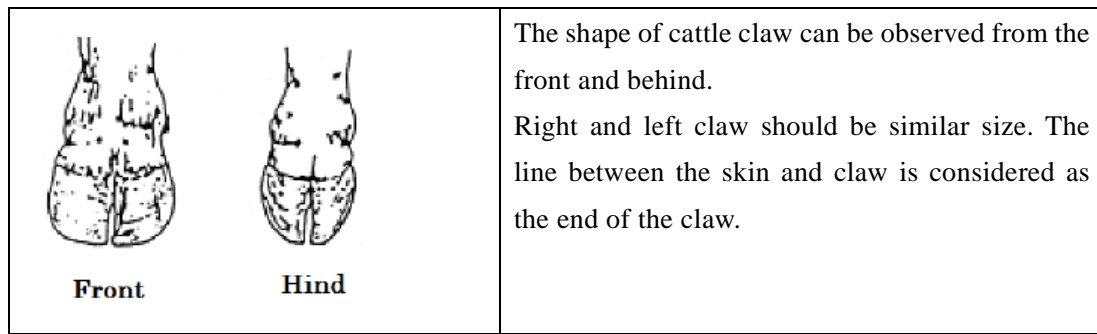 Front
Hind
The shape of cattle claw can be observed from the
front and behind.
Right and left claw should be similar size. The
line between the skin and claw is considered as
the end of the claw.